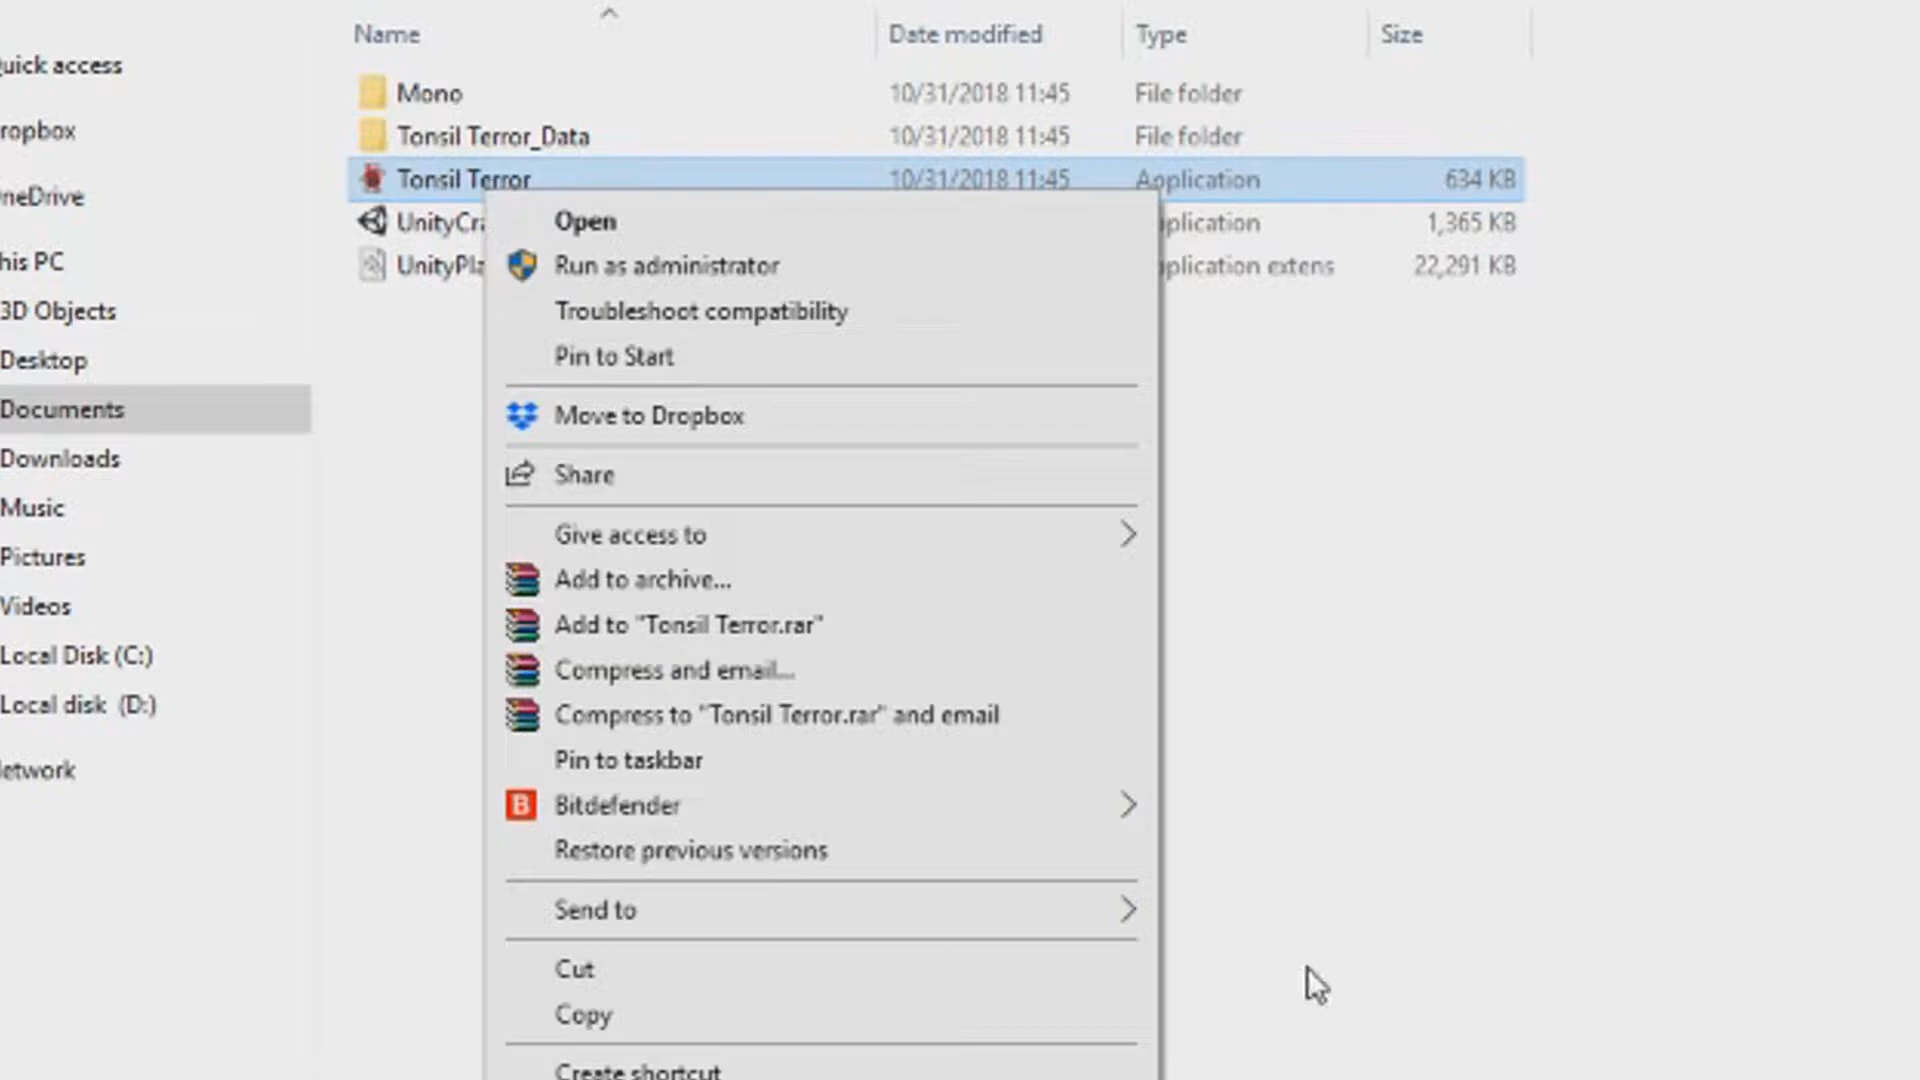 Name Date modified Type Size
uick access
Mono 10/31/2018 11:45 File folder
ropbox
Tonsil Terror_Data 10/31/2018 11:45 File folder
Tonsil Terror 10/31/2018 11:45 Application 634 KB
neDrive
UnityCra plication 1,365 KB
Open
his PC
UnityPla plication extens 22,291 KB
Run as administrator
3D Objects
Troubleshoot compatibility
Desktop
Pin to Start
Documents
Move to Dropbox
Downloads
Share
Music
Give access to
Pictures
Add to archive...
Videos
Add to "Tonsil Terror.rar"
Local Disk (C:)
Compress and email...
Local disk (D:)
Compress to "Tonsil Terror.rar" and email
Pin to taskbar
etwork
B Bitdefender
Restore previous versions
Send to
Cut
Copy
Create shortcut